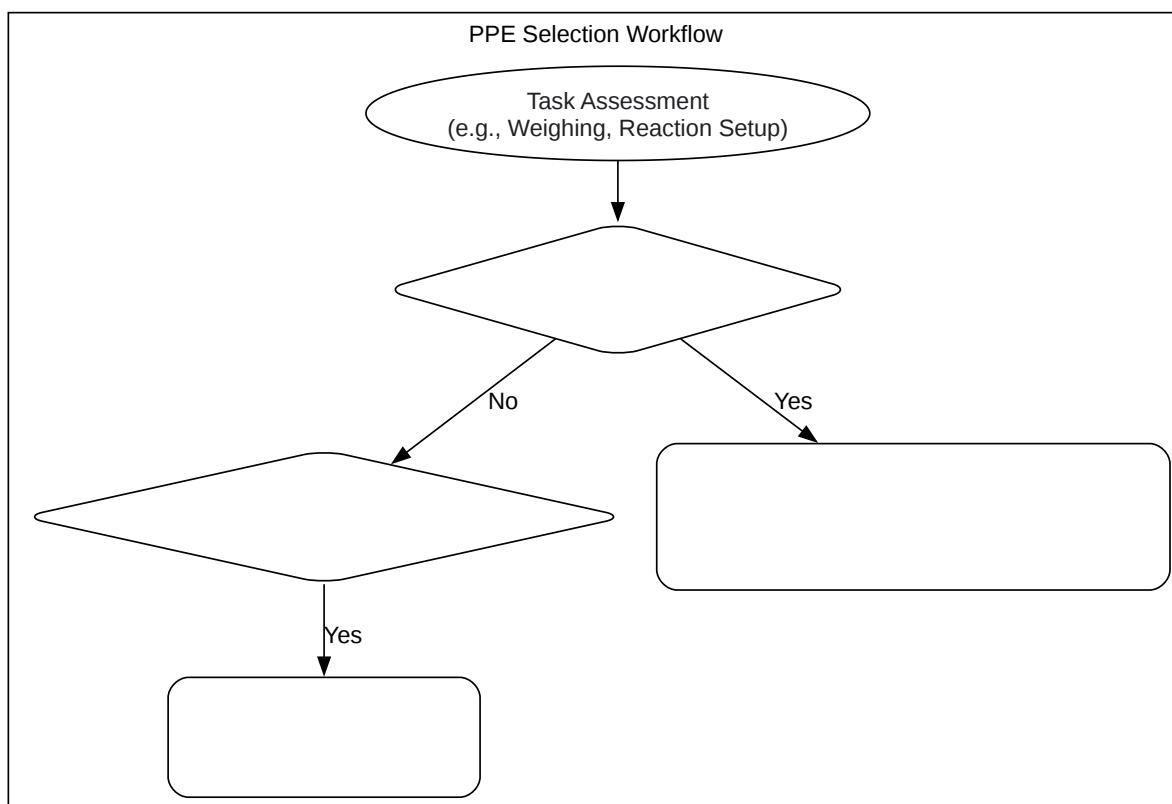 PPE Selection Workflow
Task Assessment
(e.g., Weighing, Reaction Setup)
No
Yes
Yes